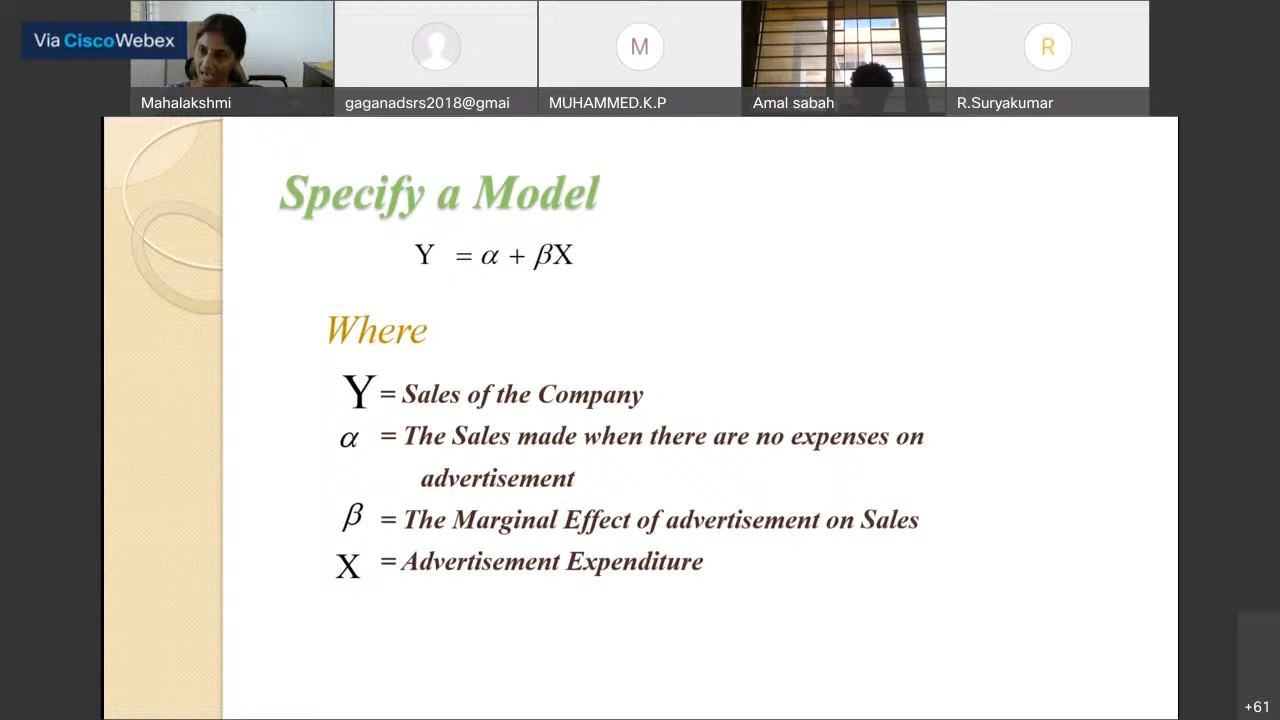 Via CiscoWebex
M
R
Mahalakshmi
gaganadsrs2018@gmai
MUHAMMED.K.P
Amal sabah
R.Suryakumar
Specify a Model
Y = α + βX
Where
Y = Sales of the Company
α = The Sales made when there are no expenses on
advertisement
β = The Marginal Effect of advertisement on Sales
X = Advertisement Expenditure
+61